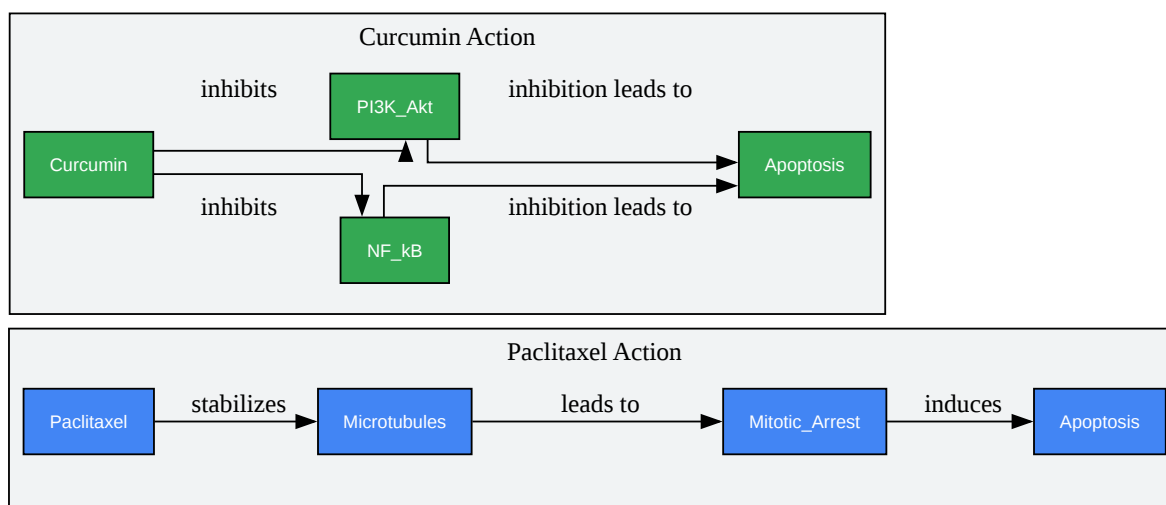 Curcumin Action
inhibits
PI3K_Akt
inhibition leads to
Curcumin
Apoptosis
inhibits
NF_kB
inhibition leads to
Paclitaxel Action
Paclitaxel
stabilizes
Microtubules
leads to
Mitotic_Arrest
induces
Apoptosis